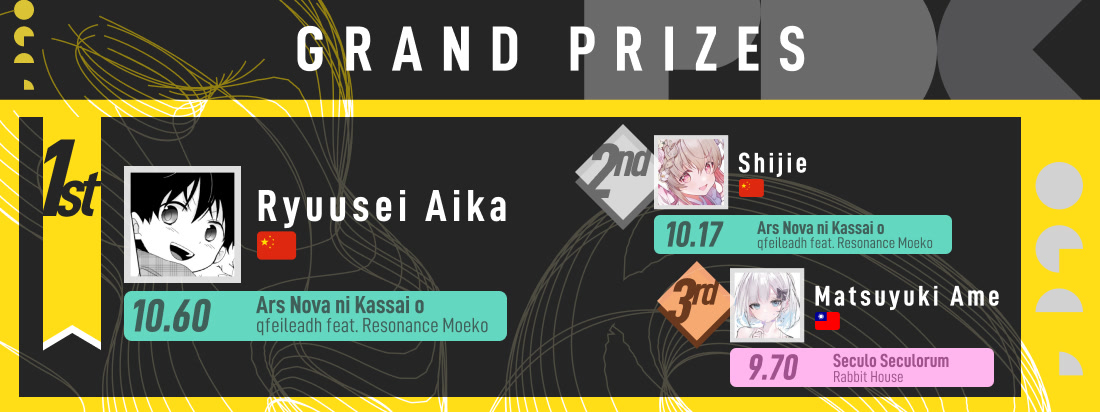 GRAND PRIZES
1st
Ryuusei Aika
10.60
Ars Nova ni Kassai o
qfeileadh feat. Resonance Moeko
2nd
Shijie
10.17
Ars Nova ni Kassai o
qfeileadh feat. Resonance Moeko
3rd
Matsuyuki Ame
9.70
Seculo Seculorum
Rabbit House